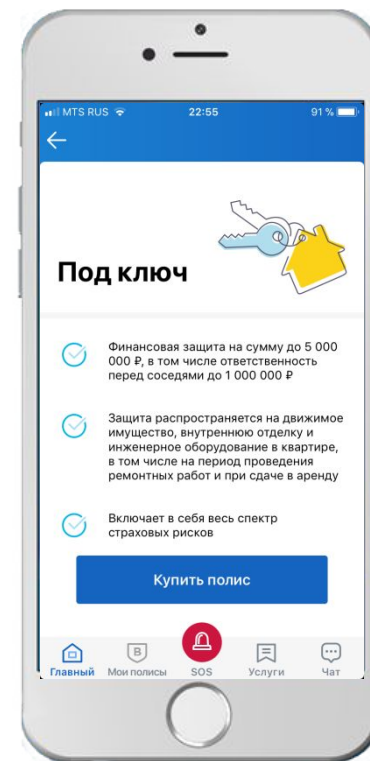 MTS RUS 22:55 91 %
Под ключ
Финансовая защита на сумму до 5 000
000 ₽, в том числе ответственность
перед соседями до 1 000 000 ₽
Защита распространяется на движимое
имущество, внутреннюю отделку и
инженерное оборудование в квартире,
в том числе на период проведения
ремонтных работ и при сдаче в аренду
Включает в себя весь спектр
страховых рисков
Купить полис
В
Главный Мои полисы SOS Услуги Чат